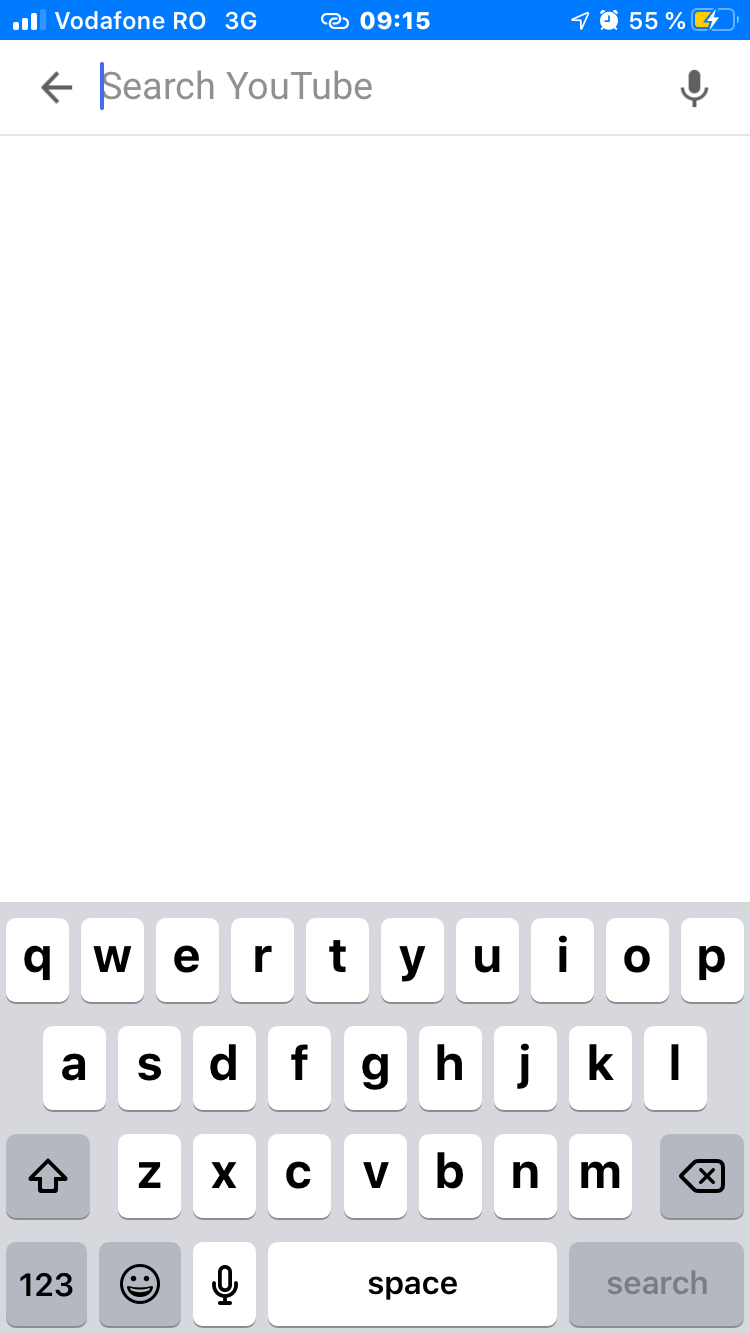 Vodafone RO 3G 09:15 55 %
Search YouTube
q w e r t y u i o p
a s d f g h j k l
z x c v b n m
123 space search